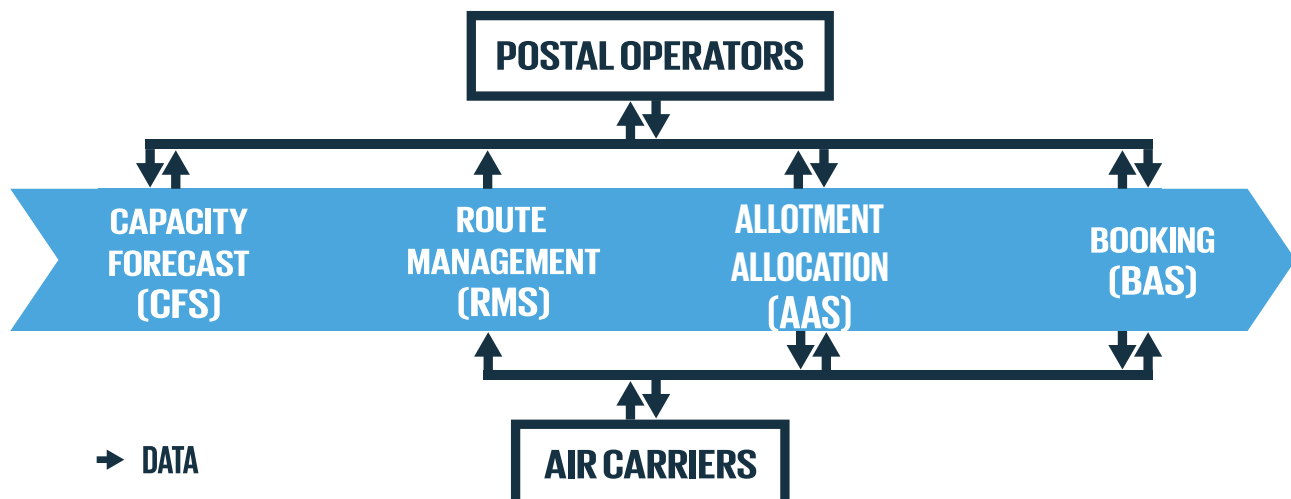 POSTAL OPERATORS
CAPACITY
FORECAST
(CFS)
ROUTE
MANAGEMENT
(RMS)
ALLOTMENT
ALLOCATION
(AAS)
BOOKING
(BAS)
DATA
AIR CARRIERS